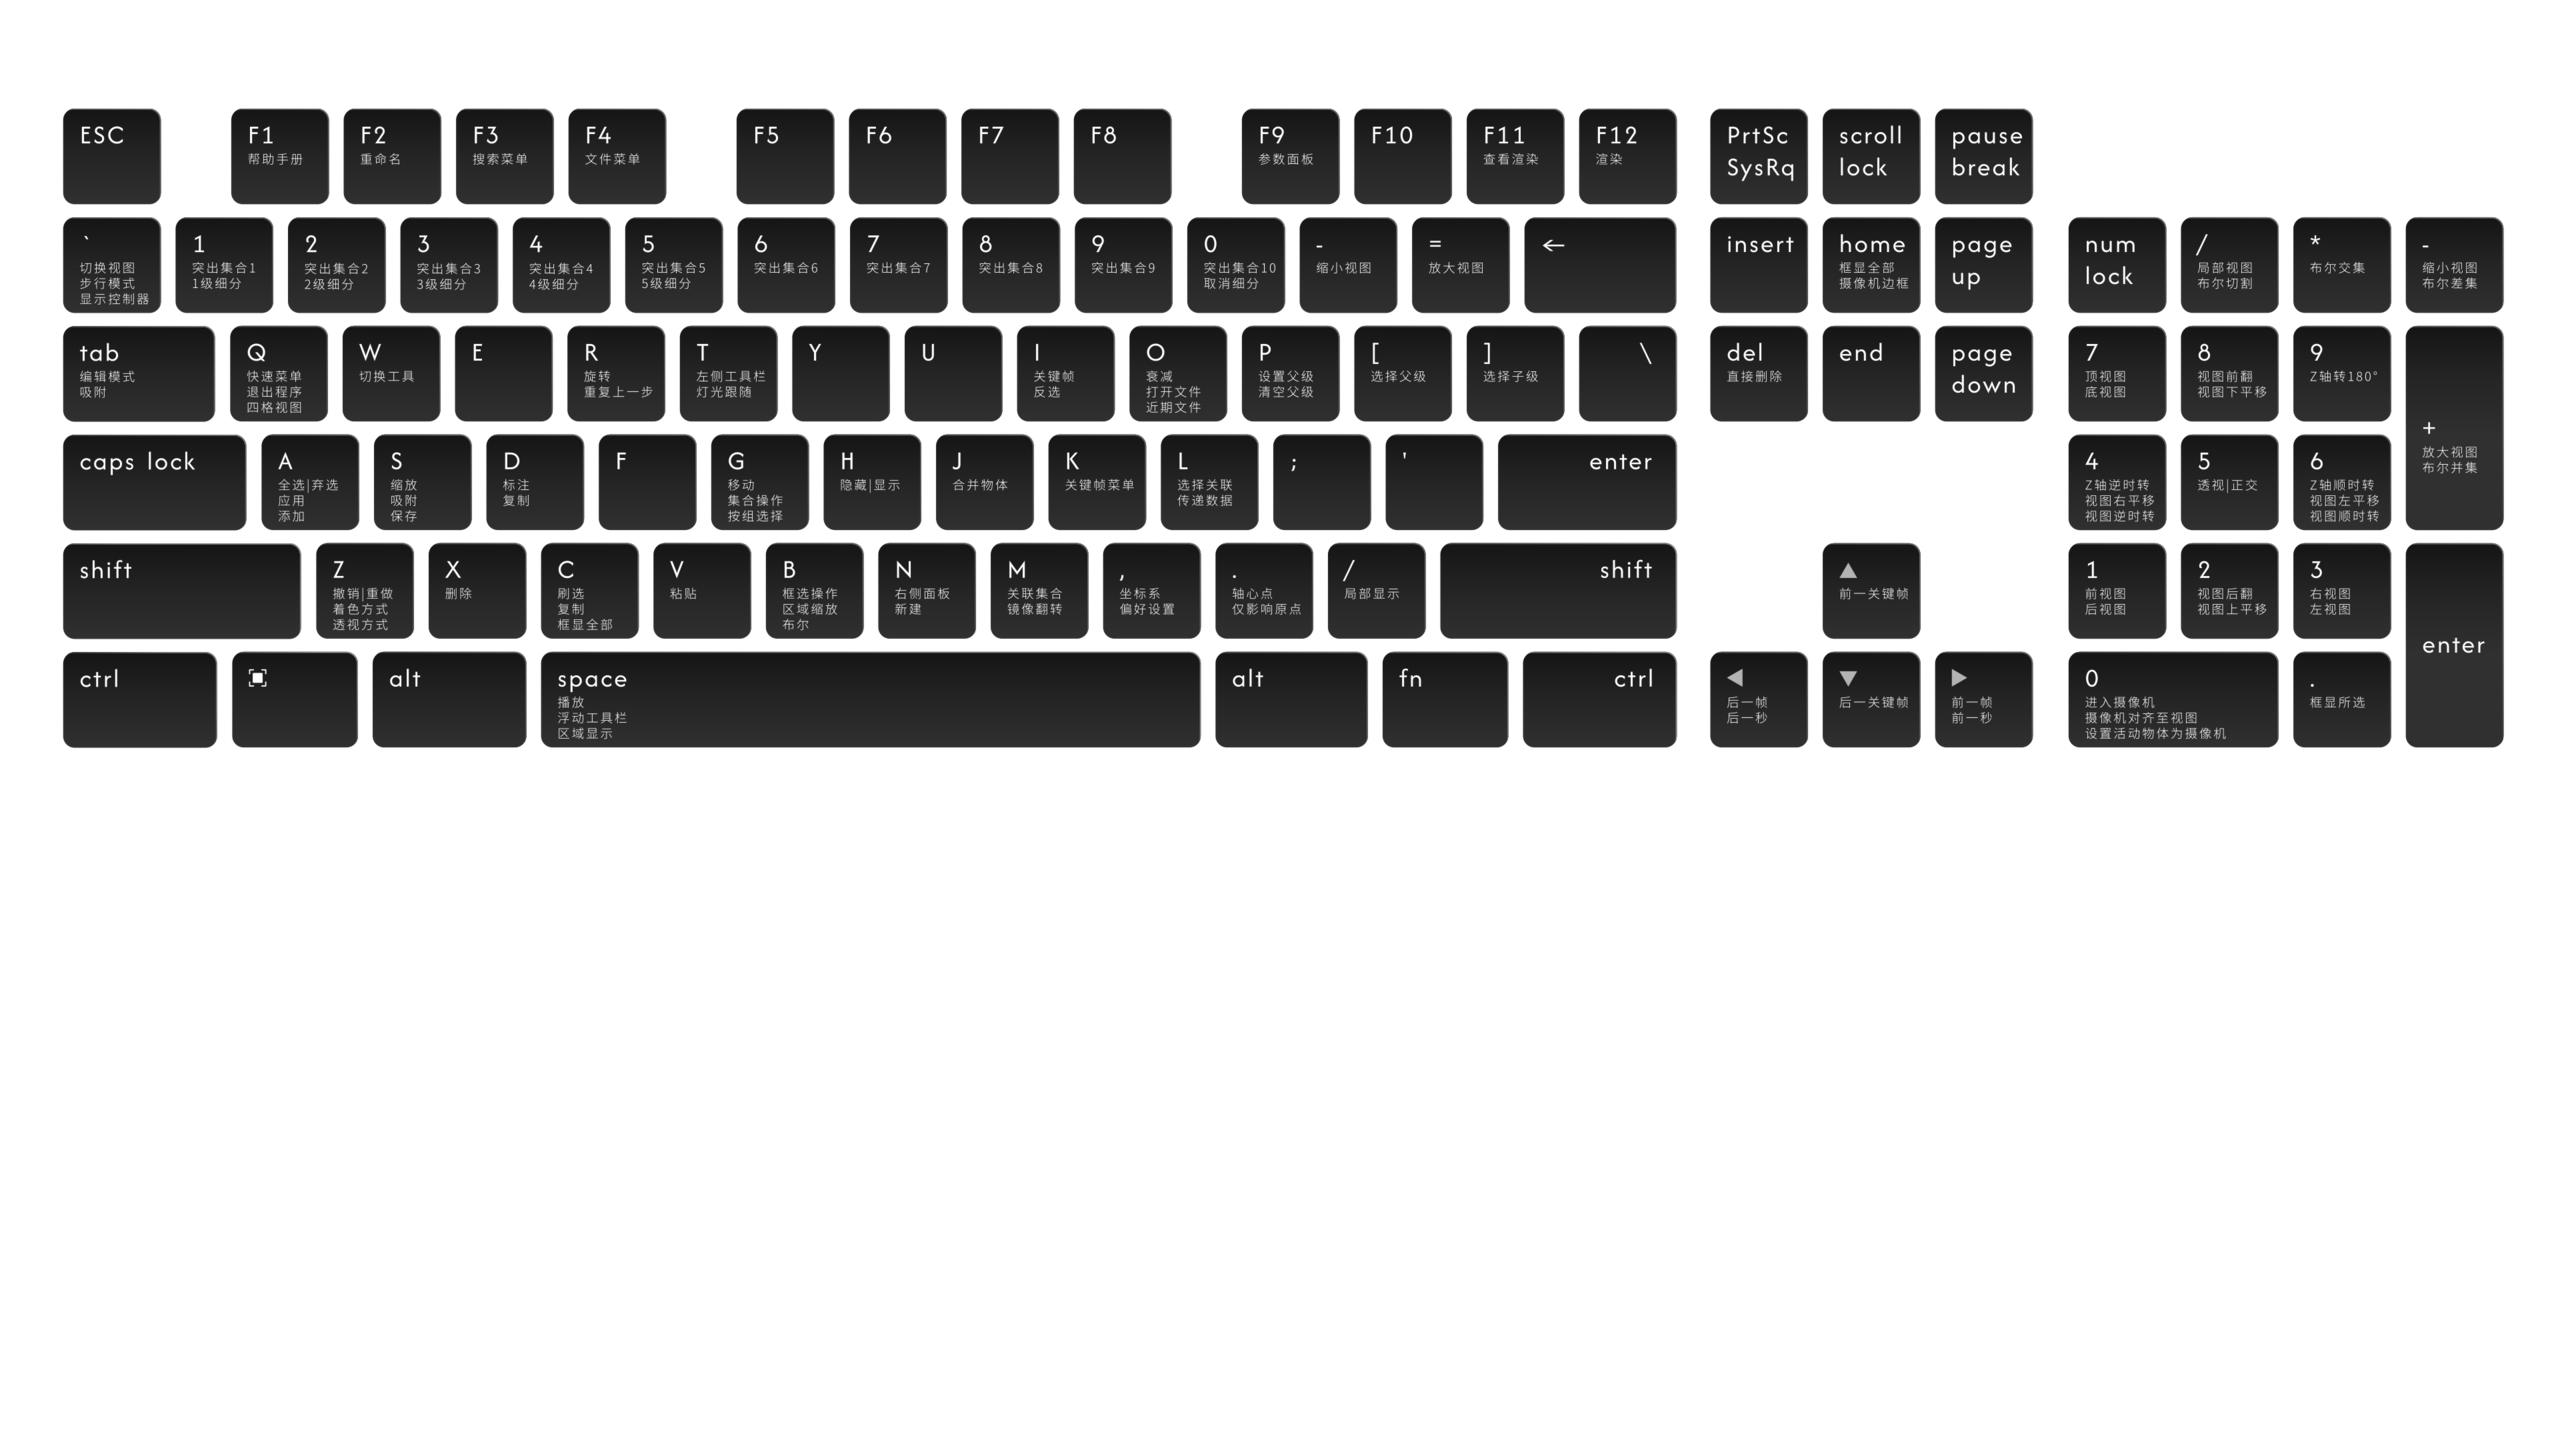 ESC
F1
帮助手册
F2
重命名
F3
搜索菜单
F4
文件菜单
F5
F6
F7
F8
F9
参数面板
F10
F11
查看渲染
F12
渲染
PrtSc
SysRq
scroll
lock
pause
break
`
切换视图
步行模式
显示控制器
1
突出集合1
1级细分
2
突出集合2
2级细分
3
突出集合3
3级细分
4
突出集合4
4级细分
5
突出集合5
5级细分
6
突出集合6
7
突出集合7
8
突出集合8
9
突出集合9
0
突出集合10
取消细分
-
缩小视图
=
放大视图
←
insert
home
框显全部
摄像机边框
page
up
num
lock
/
局部视图
布尔切割
*
布尔交集
-
缩小视图
布尔差集
tab
编辑模式
吸附
Q
快速菜单
退出程序
四格视图
W
切换工具
E
R
旋转
重复上一步
T
左侧工具栏
灯光跟随
Y
U
I
关键帧
反选
O
衰减
打开文件
近期文件
P
设置父级
清空父级
[
选择父级
]
选择子级
\
del
直接删除
end
page
down
7
顶视图
底视图
8
视图前翻
视图下平移
9
Z轴转180°
+
放大视图
布尔并集
caps lock
A
全选|弃选
应用
添加
S
缩放
吸附
保存
D
标注
复制
F
G
移动
集合操作
按组选择
H
隐藏|显示
J
合并物体
K
关键帧菜单
L
选择关联
传递数据
;
'
enter
4
Z轴逆时转
视图右平移
视图逆时转
5
透视|正交
6
Z轴顺时转
视图左平移
视图顺时转
shift
Z
撤销|重做
着色方式
透视方式
X
删除
C
刷选
复制
框显全部
V
粘贴
B
框选操作
区域缩放
布尔
N
右侧面板
新建
M
关联集合
镜像翻转
,
坐标系
偏好设置
.
轴心点
仅影响原点
/
局部显示
shift
▲
前一关键帧
1
前视图
后视图
2
视图后翻
视图上平移
3
右视图
左视图
enter
ctrl
alt
space
播放
浮动工具栏
区域显示
alt
fn
ctrl
◀
后一帧
后一秒
▼
后一关键帧
▶
前一帧
前一秒
0
进入摄像机
摄像机对齐至视图
设置活动物体为摄像机
.
框显所选